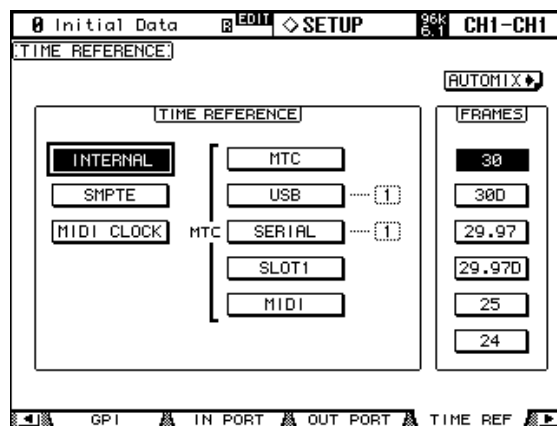 0 Initial Data EDIT SETUP 96K 6.1 CH1-CH1
TIME REFERENCE
AUTOMIX
TIME REFERENCE
FRAMES
INTERNAL
SMPTE
MIDI CLOCK
MTC
MTC
USB 1
SERIAL 1
SLOT1
MIDI
30
30D
29.97
29.97D
25
24
GPI IN PORT OUT PORT TIME REF